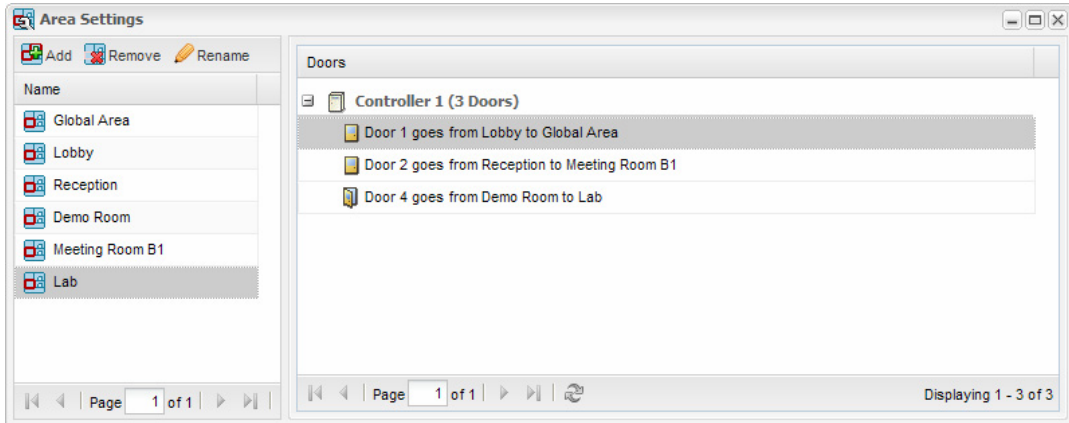 Area Settings
Add Remove Rename
Name
Global Area
Lobby
Reception
Demo Room
Meeting Room B1
Lab
Page 1 of 1
Doors
Controller 1 (3 Doors)
Door 1 goes from Lobby to Global Area
Door 2 goes from Reception to Meeting Room B1
Door 4 goes from Demo Room to Lab
Page 1 of 1 Displaying 1 - 3 of 3